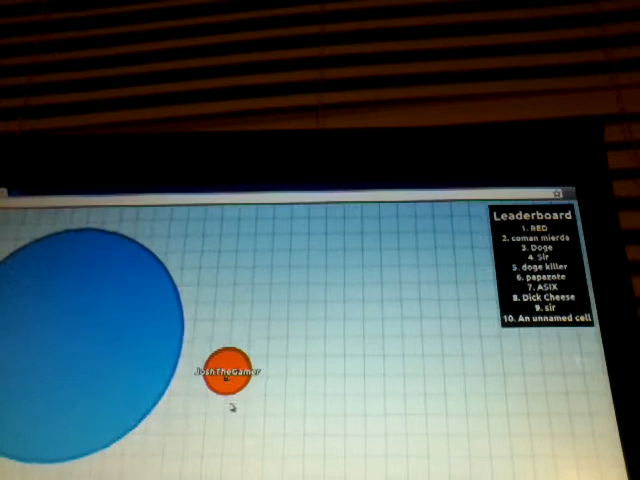 Leaderboard
1. RED
2. coman mierda
3. Doge
4. Sir
5. doge killer
6. papazote
7. ASIX
8. Dick Cheese
9. sir
10. An unnamed cell
JoshTheGamer